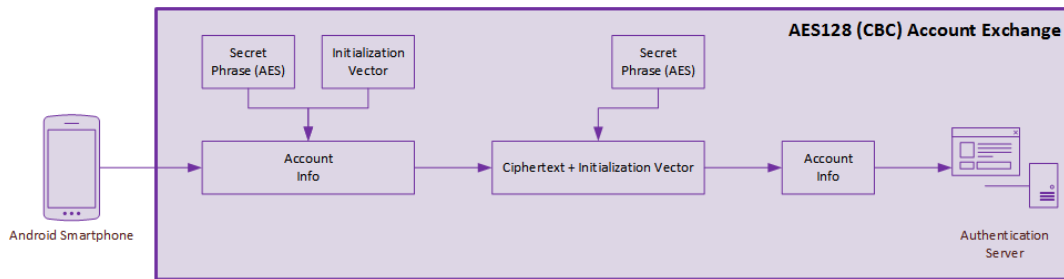 AES128 (CBC) Account Exchange
Secret
Phrase (AES)
Initialization
Vector
Secret
Phrase (AES)
Account
Info
Ciphertext + Initialization Vector
Account
Info
Android Smartphone
Authentication
Server